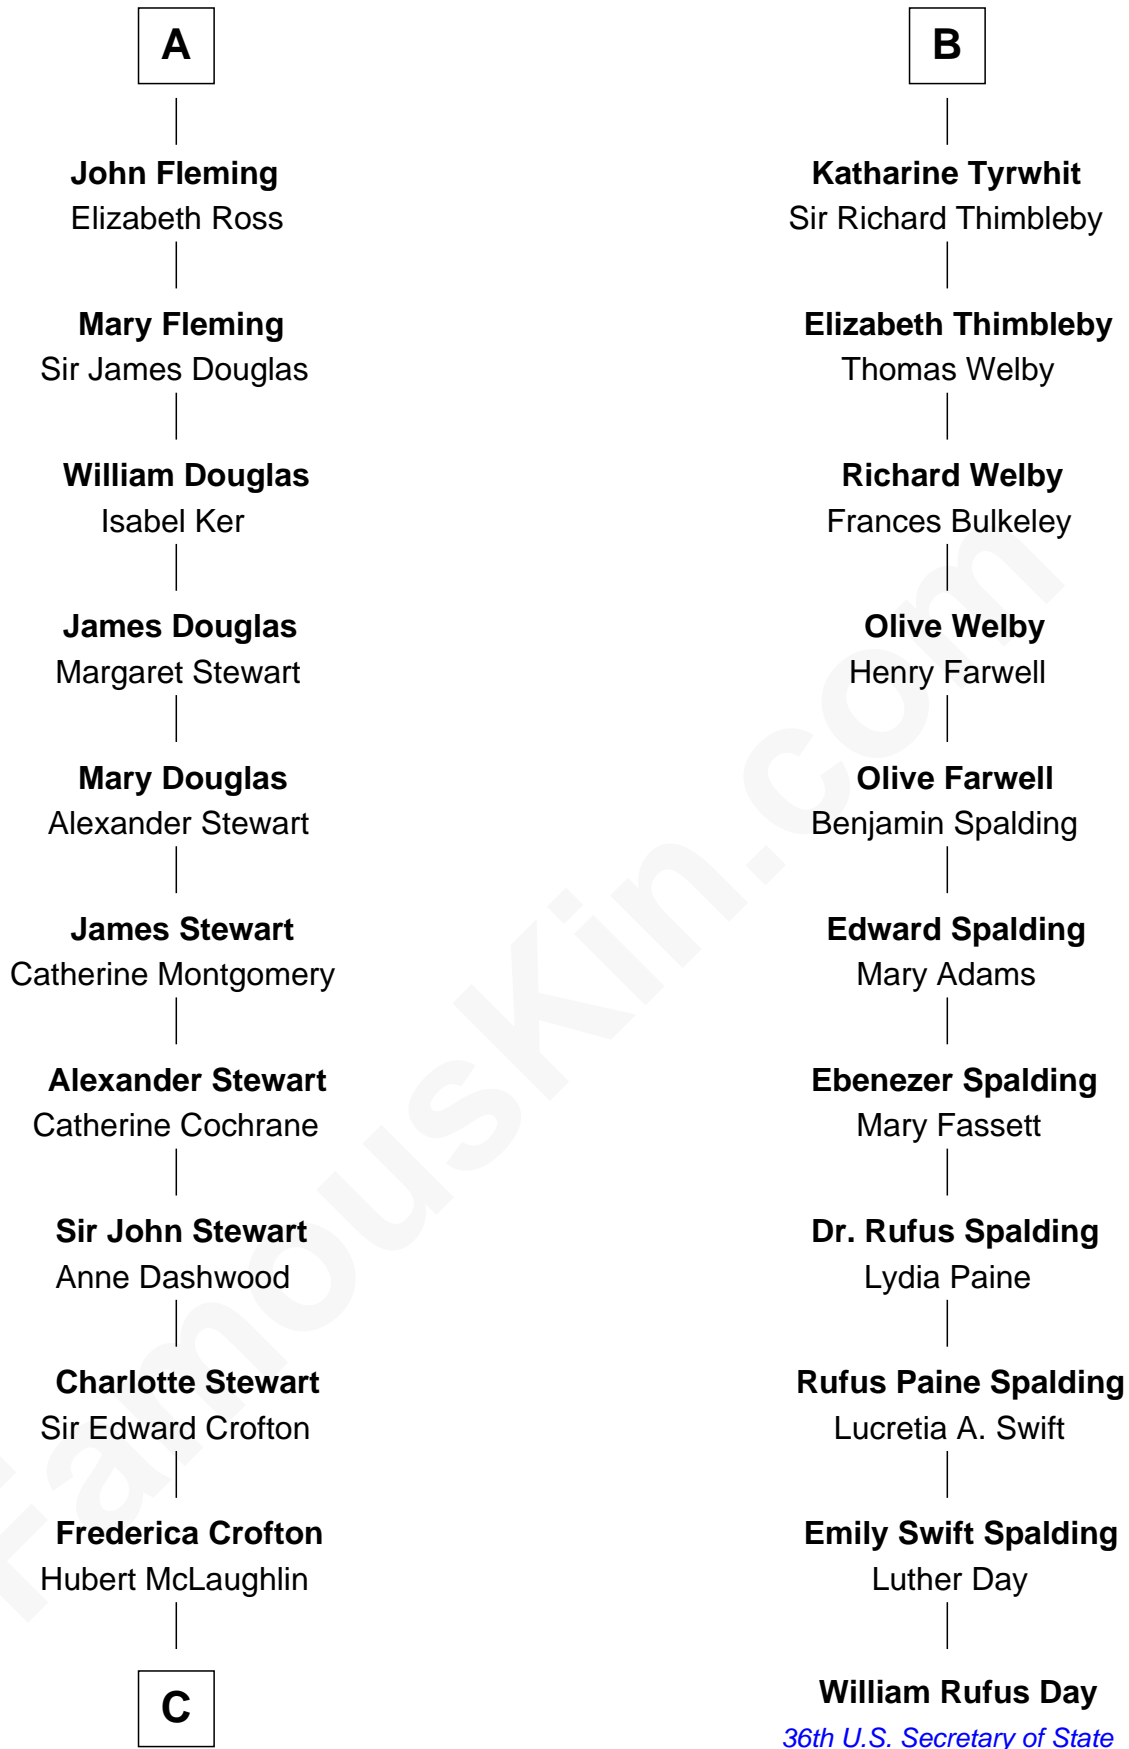 A
John Fleming
Elizabeth Ross
Mary Fleming
Sir James Douglas
William Douglas
Isabel Ker
James Douglas
Margaret Stewart
Mary Douglas
Alexander Stewart
James Stewart
Catherine Montgomery
Alexander Stewart
Catherine Cochrane
Sir John Stewart
Anne Dashwood
Charlotte Stewart
Sir Edward Crofton
Frederica Crofton
Hubert McLaughlin
C
B
Katharine Tyrwhit
Sir Richard Thimbleby
Elizabeth Thimbleby
Thomas Welby
Richard Welby
Frances Bulkeley
Olive Welby
Henry Farwell
Olive Farwell
Benjamin Spalding
Edward Spalding
Mary Adams
Ebenezer Spalding
Mary Fassett
Dr. Rufus Spalding
Lydia Paine
Rufus Paine Spalding
Lucretia A. Swift
Emily Swift Spalding
Luther Day
William Rufus Day
36th U.S. Secretary of State
FamousKin.com